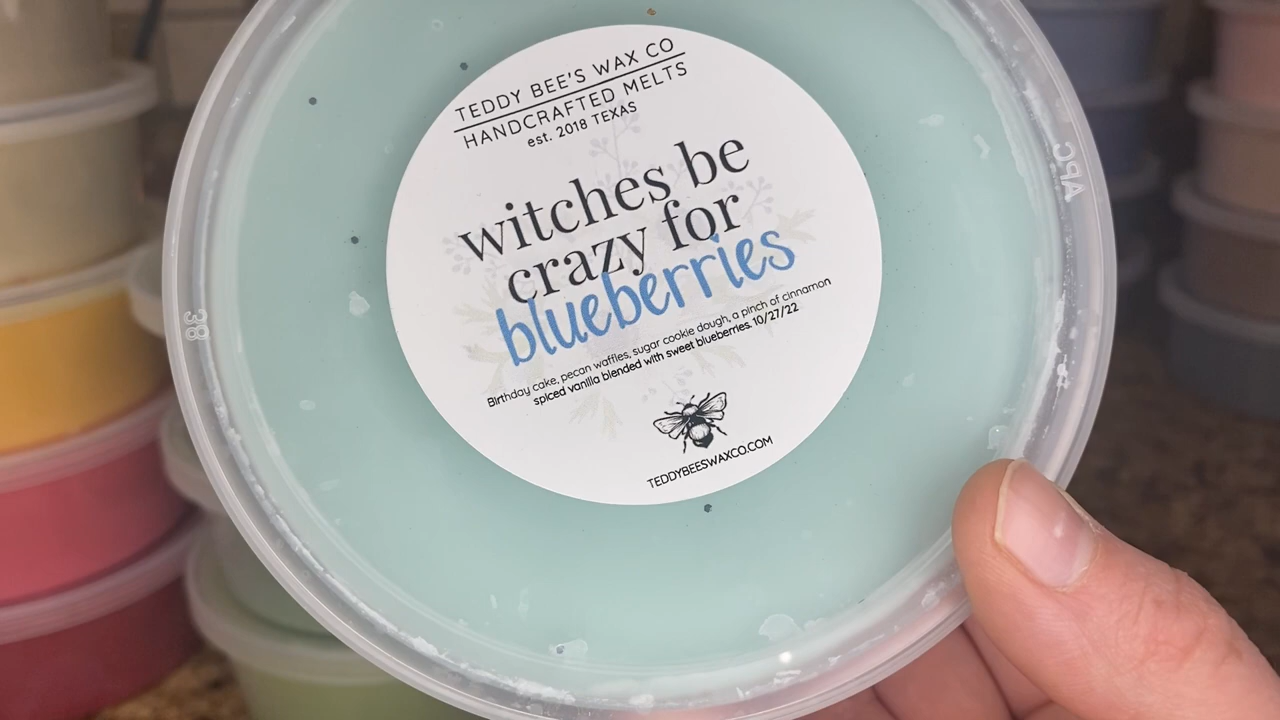 TEDDY BEE'S WAX CO
HANDCRAFTED MELTS
est. 2018 TEXAS
witches be
crazy for
blueberries
Birthday cake, pecan waffles, sugar cookie dough, a pinch of cinnamon
spiced vanilla blended with sweet blueberries. 10/27/22
TEDDYBEESWAXCO.COM
APC
38